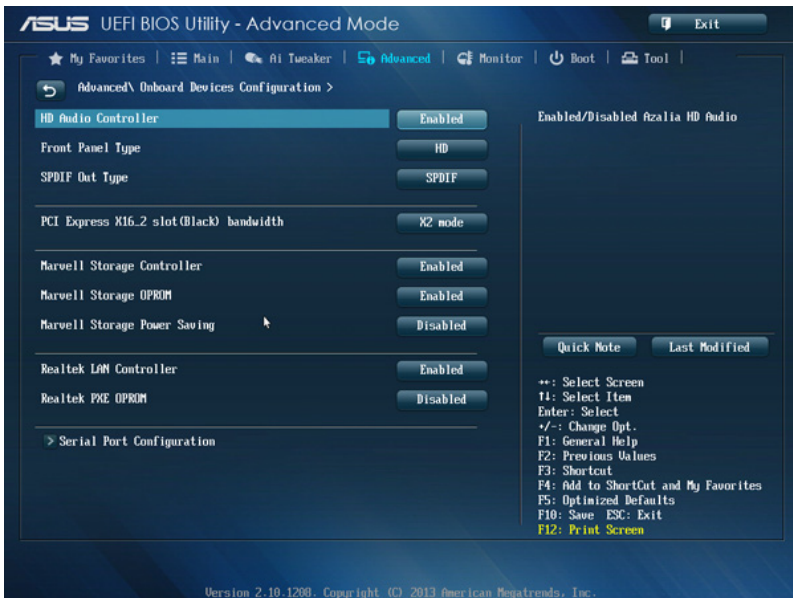 ASUS UEFI BIOS Utility - Advanced Mode
Exit
My Favorites | Main | Ai Tweaker | Advanced | Monitor | Boot | Tool |
Advanced\ Onboard Devices Configuration >
HD Audio Controller Enabled
Front Panel Type HD
SPDIF Out Type SPDIF
PCI Express X16_2 slot(Black) bandwidth X2 mode
Marvell Storage Controller Enabled
Marvell Storage OPROM Enabled
Marvell Storage Power Saving Disabled
Realtek LAN Controller Enabled
Realtek PXE OPROM Disabled
> Serial Port Configuration
Enabled/Disabled Azalia HD Audio
Quick Note Last Modified
→←: Select Screen
↑↓: Select Item
Enter: Select
+/-: Change Opt.
F1: General Help
F2: Previous Values
F3: Shortcut
F4: Add to ShortCut and My Favorites
F5: Optimized Defaults
F10: Save ESC: Exit
F12: Print Screen
Version 2.10.1208. Copyright (C) 2013 American Megatrends, Inc.